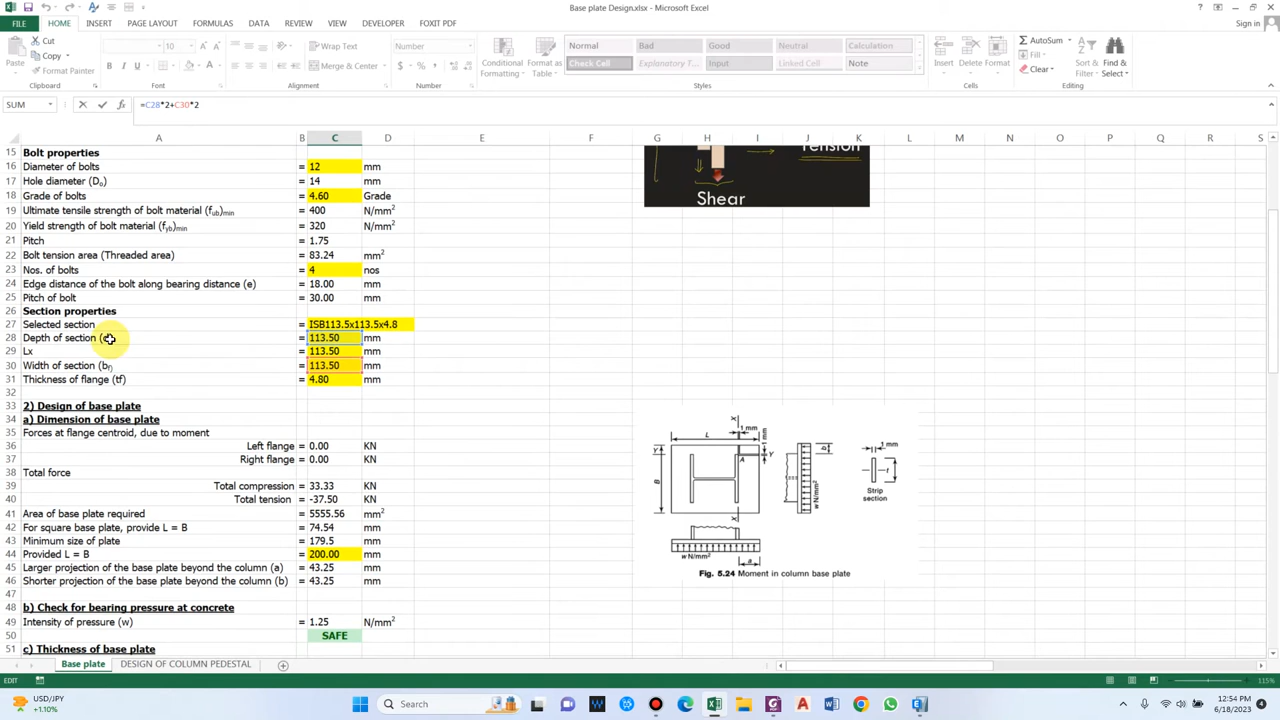 Base plate Design.xlsx - Microsoft Excel
FILE HOME INSERT PAGE LAYOUT FORMULAS DATA REVIEW VIEW DEVELOPER FOXIT PDF Sign in
Cut
Copy
Format Painter
Paste
Clipboard
10
Font
Wrap Text
Merge & Center
Alignment
Number
Number
Conditional Formatting
Format as Table
Normal Bad Good Neutral Calculation
Check Cell Explanatory T... Input Linked Cell Note
Styles
Insert Delete Format
Cells
AutoSum
Clear
Sort & Filter
Find & Select
Editing
SUM =C28*2+C30*2
A B C D E F G H I J K L M N O P Q R S
15 Bolt properties
16 Diameter of bolts = 12 mm
17 Hole diameter (Do) = 14 mm
18 Grade of bolts = 4.60 Grade
19 Ultimate tensile strength of bolt material (fub)min = 400 N/mm2
20 Yield strength of bolt material (fyb)min = 320 N/mm2
21 Pitch = 1.75
22 Bolt tension area (Threaded area) = 83.24 mm2
23 Nos. of bolts = 4 nos
24 Edge distance of the bolt along bearing distance (e) = 18.00 mm
25 Pitch of bolt = 30.00 mm
26 Section properties
27 Selected section = ISB113.5x113.5x4.8
28 Depth of section = 113.50 mm
29 Lx = 113.50 mm
30 Width of section (bf) = 113.50 mm
31 Thickness of flange (tf) = 4.80 mm
32
33 2) Design of base plate
34 a) Dimension of base plate
35 Forces at flange centroid, due to moment
36 Left flange = 0.00 KN
37 Right flange = 0.00 KN
38 Total force
39 Total compression = 33.33 KN
40 Total tension = -37.50 KN
41 Area of base plate required = 5555.56 mm2
42 For square base plate, provide L = B = 74.54 mm
43 Minimum size of plate = 179.5 mm
44 Provided L = B = 200.00 mm
45 Larger projection of the base plate beyond the column (a) = 43.25 mm
46 Shorter projection of the base plate beyond the column (b) = 43.25 mm
47
48 b) Check for bearing pressure at concrete
49 Intensity of pressure (w) = 1.25 N/mm2
50 SAFE
51 c) Thickness of base plate
Tension
Shear
X
1 mm
L
1 mm
Y
A
Y
B
X
b
w N/mm2
1 mm
t
Strip section
w N/mm2
a
Fig. 5.24 Moment in column base plate
Base plate DESIGN OF COLUMN PEDESTAL
EDIT 115%
USD/JPY
+1.10%
Search
12:54 PM
6/18/2023